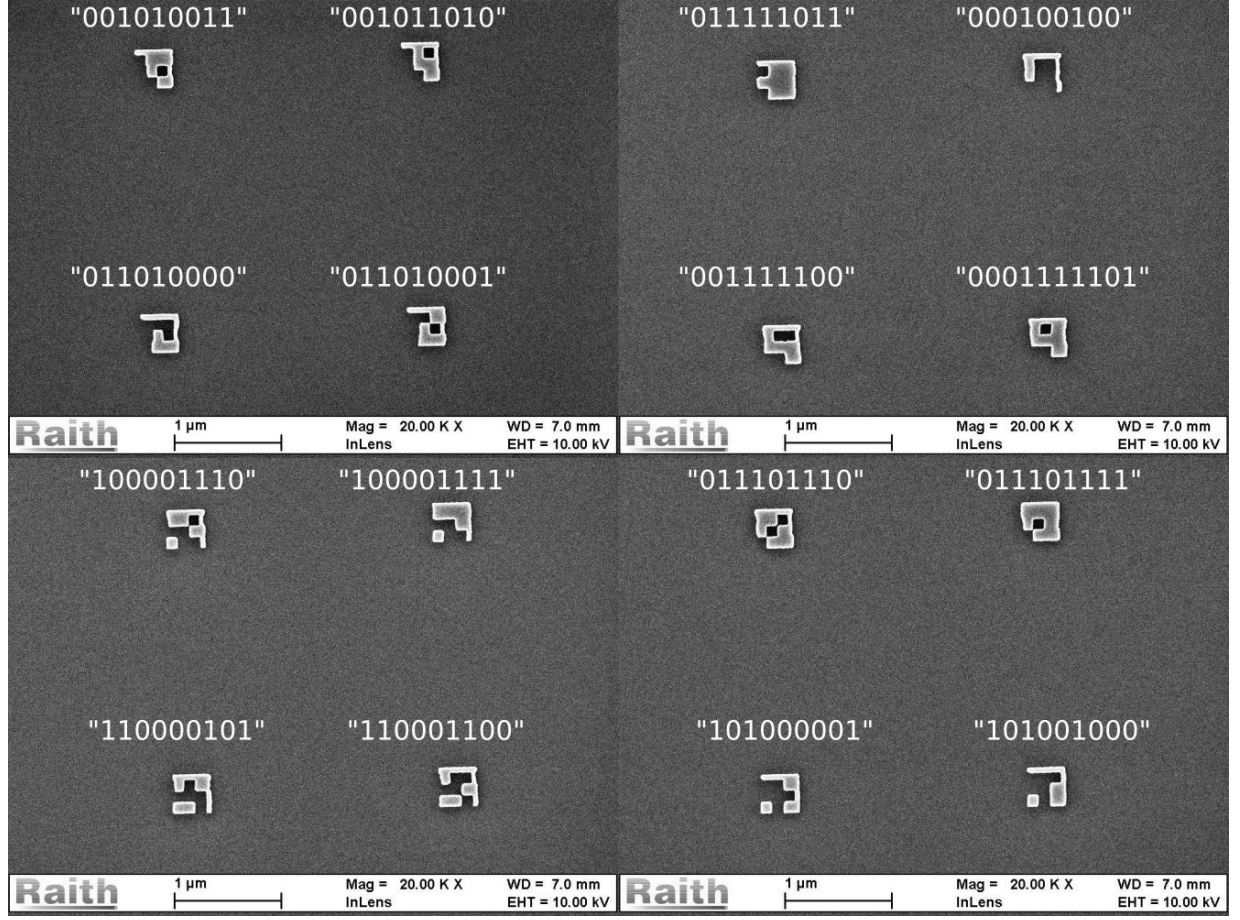 "001010011" "001011010"
"011010000" "011010001"
Raith 1 µm Mag = 20.00 K X WD = 7.0 mm
InLens EHT = 10.00 kV
"011111011" "000100100"
"001111100" "0001111101"
Raith 1 µm Mag = 20.00 K X WD = 7.0 mm
InLens EHT = 10.00 kV
"100001110" "100001111"
"110000101" "110001100"
Raith 1 µm Mag = 20.00 K X WD = 7.0 mm
InLens EHT = 10.00 kV
"011101110" "011101111"
"101000001" "101001000"
Raith 1 µm Mag = 20.00 K X WD = 7.0 mm
InLens EHT = 10.00 kV